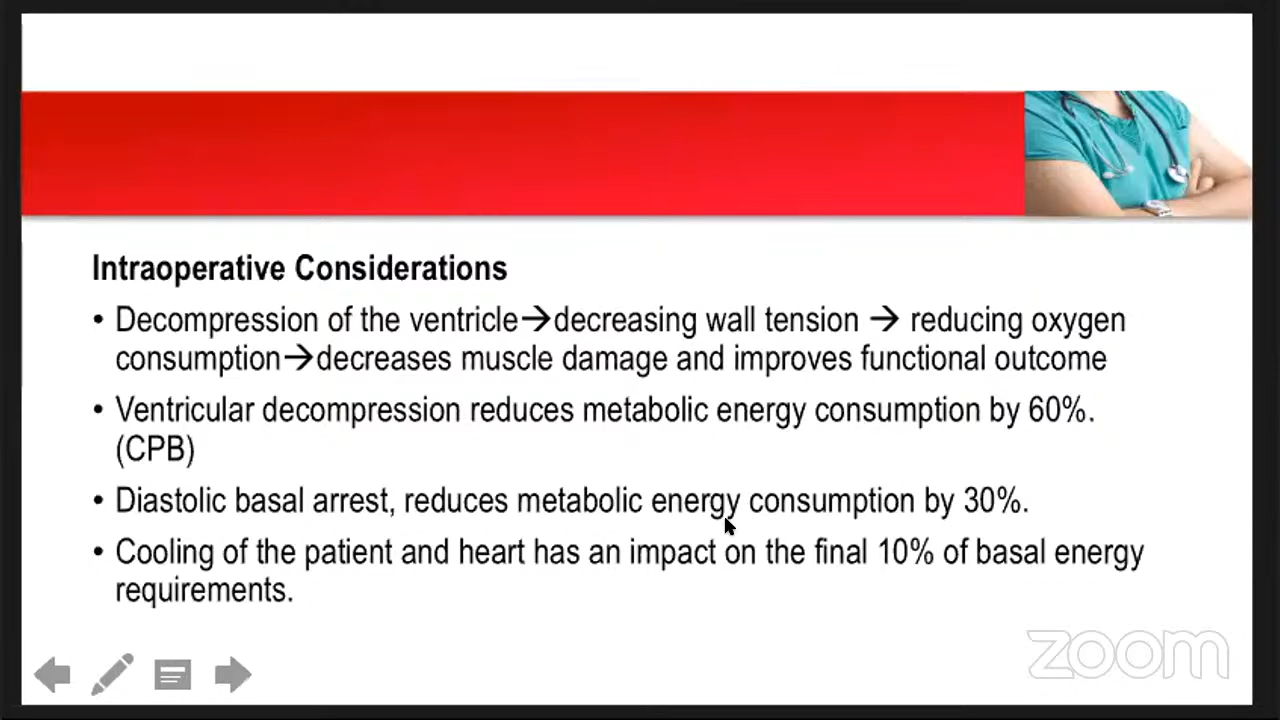 Intraoperative Considerations
• Decompression of the ventricle→decreasing wall tension → reducing oxygen
consumption→decreases muscle damage and improves functional outcome
• Ventricular decompression reduces metabolic energy consumption by 60%.
(CPB)
• Diastolic basal arrest, reduces metabolic energy consumption by 30%.
• Cooling of the patient and heart has an impact on the final 10% of basal energy
requirements.
zoom